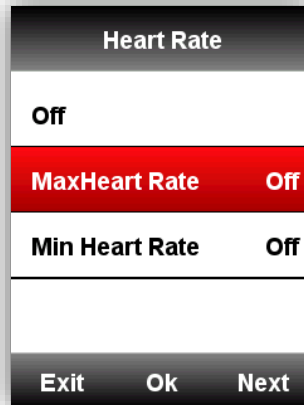 Heart Rate
Off
MaxHeart Rate Off
Min Heart Rate Off
Exit Ok Next